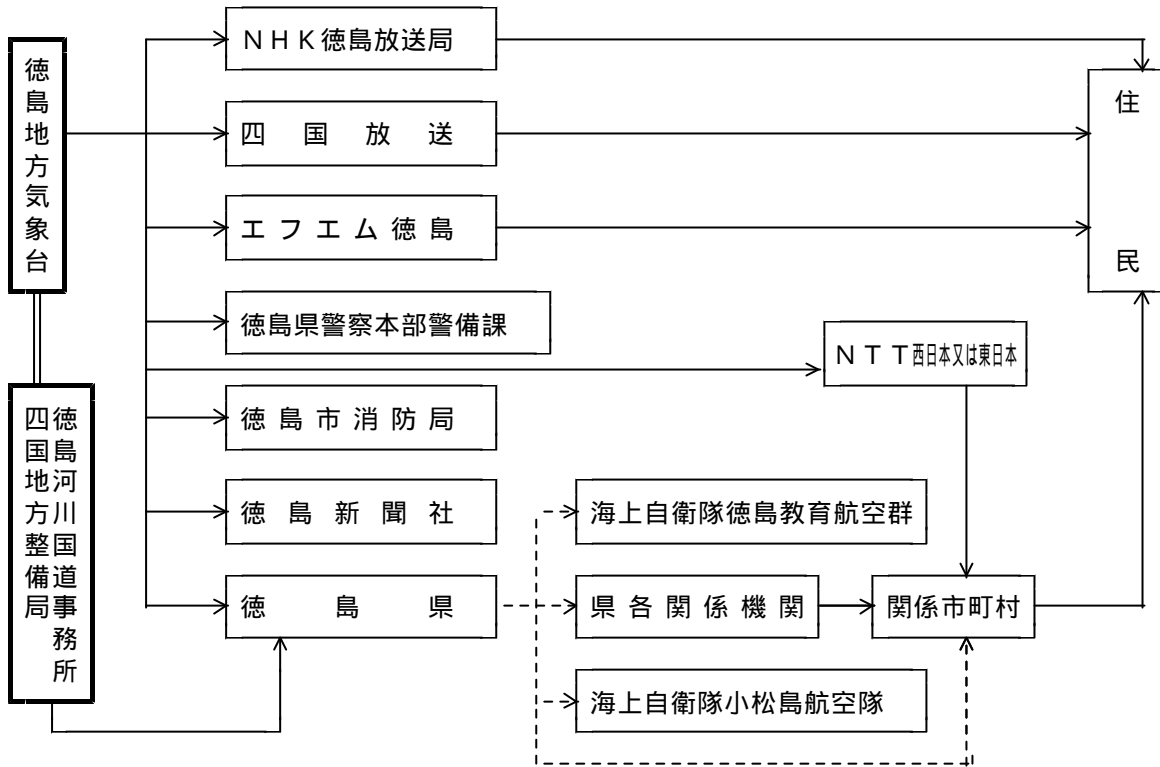 徳島地方気象台
四国地方整備局
徳島河川国道事務所
ＮＨＫ徳島放送局
四国放送
エフエム徳島
徳島県警察本部警備課
ＮＴＴ西日本又は東日本
徳島市消防局
徳島新聞社
徳島県
海上自衛隊徳島教育航空群
県各関係機関
海上自衛隊小松島航空隊
関係市町村
住民